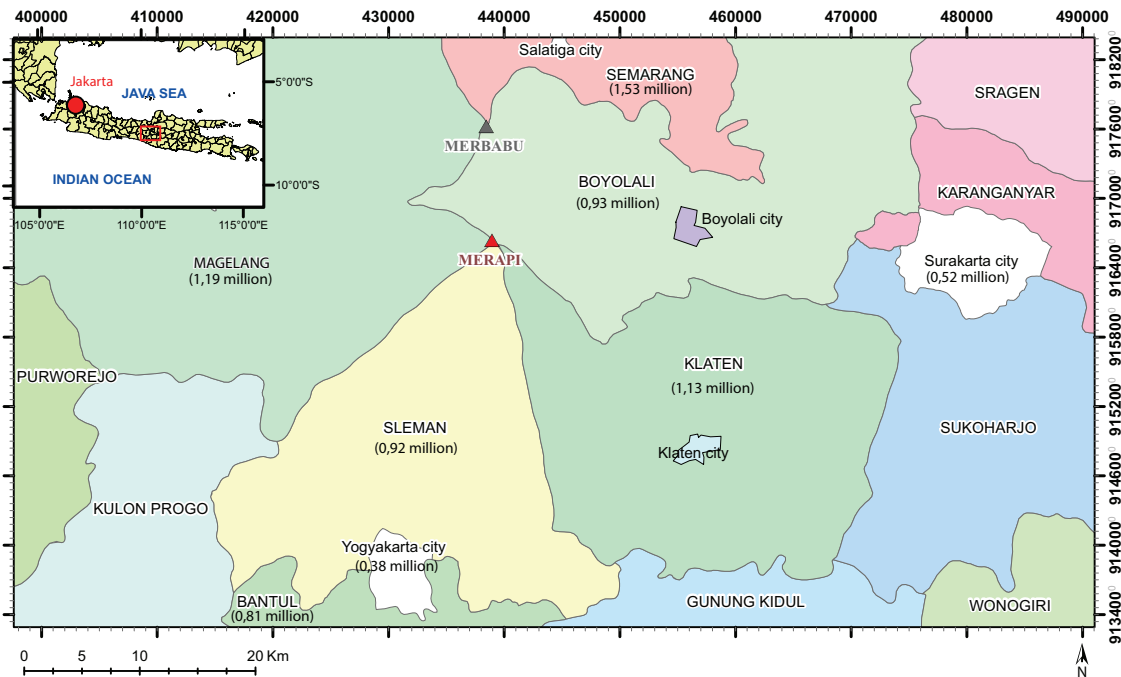 400000 410000 420000 430000 440000 450000 460000 470000 480000 490000
Salatiga city
SEMARANG
(1,53 million)
SRAGEN
Jakarta
JAVA SEA
5°0'0"S
INDIAN OCEAN
10°0'0"S
105°0'0"E 110°0'0"E 115°0'0"E
MERBABU
BOYOLALI
(0,93 million)
Boyolali city
KARANGANYAR
MERAPI
MAGELANG
(1,19 million)
Surakarta city
(0,52 million)
PURWOREJO
KLATEN
(1,13 million)
SLEMAN
(0,92 million)
Klaten city
SUKOHARJO
KULON PROGO
Yogyakarta city
(0,38 million)
BANTUL
(0,81 million)
GUNUNG KIDUL
WONOGIRI
9182000
9176000
9170000
9164000
9158000
9152000
9146000
9140000
9134000
0 5 10 20 Km
N